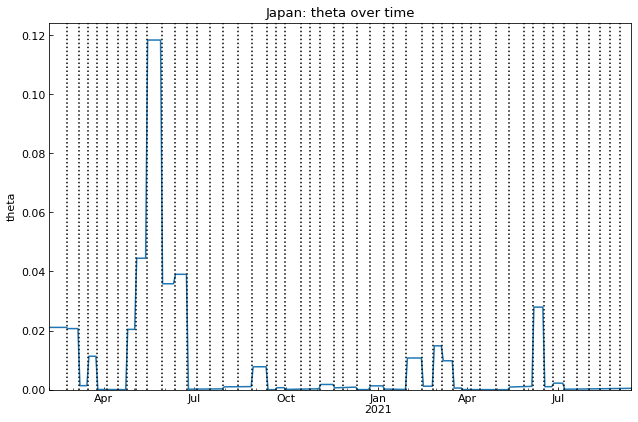 Japan: theta over time
theta
0.12
0.10
0.08
0.06
0.04
0.02
0.00
Apr
Jul
Oct
Jan
2021
Apr
Jul